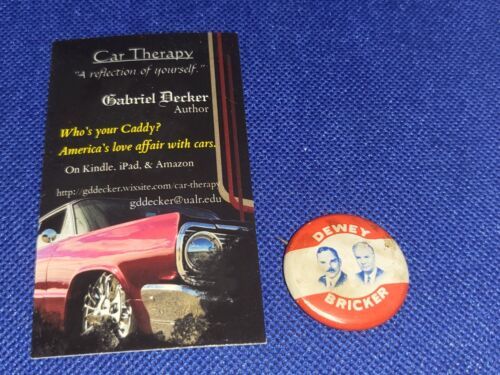 Car Therapy
"A reflection of yourself."
Gabriel Decker
Author
Who's your Caddy?
America's love affair with cars.
On Kindle, iPad, & Amazon
http://gddecker.wixsite.com/car-therapy
gddecker@ualr.edu
DEWEY
BRICKER